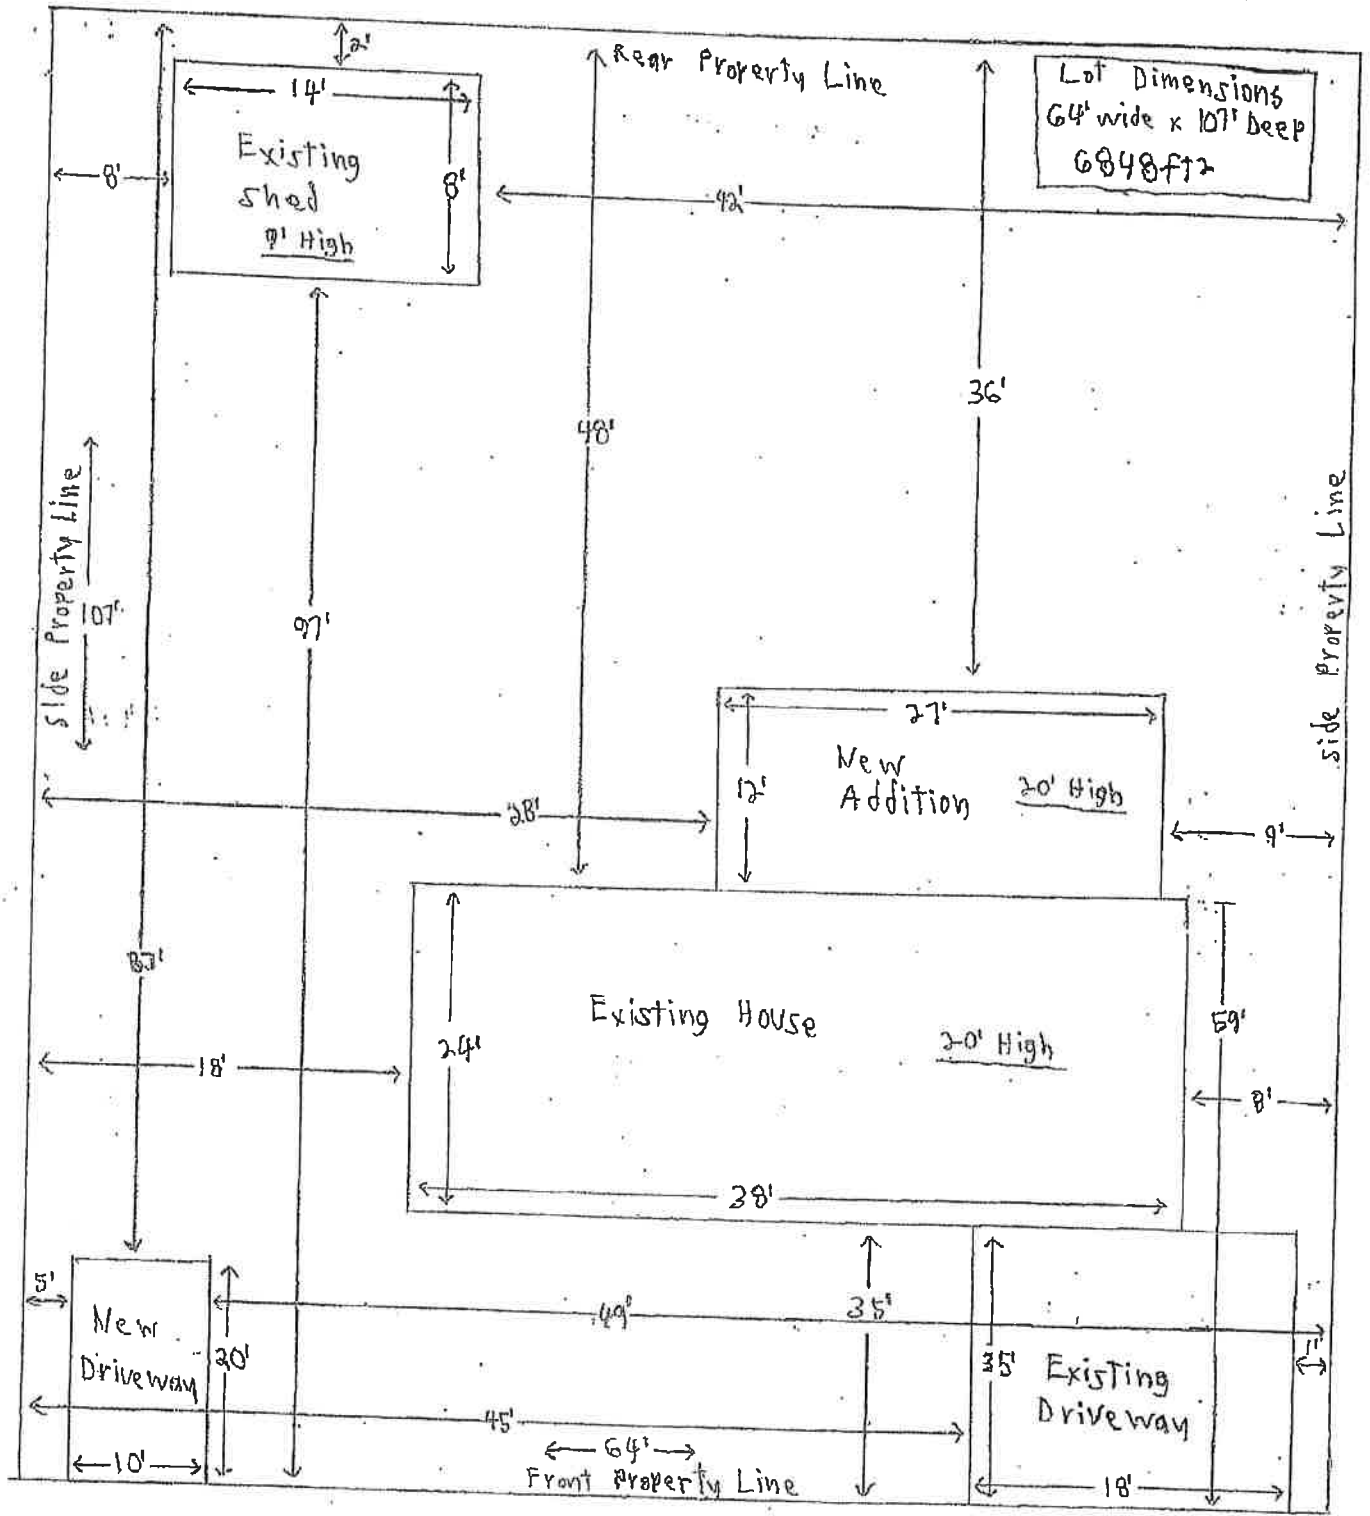 2'
Rear Property Line
Lot Dimensions
64' wide x 107' Deep
6848ft2
14'
Existing
Shed
9' High
8'
8'
42'
36'
48'
Side Property Line
107'
97'
side Property Line
27'
New
Addition
20' High
12'
28'
9'
87'
Existing House
20' High
24'
59'
18'
8'
38'
5'
New
Driveway
20'
49'
35'
35'
Existing
Driveway
1'
45'
64'
10'
Front Property Line
18'